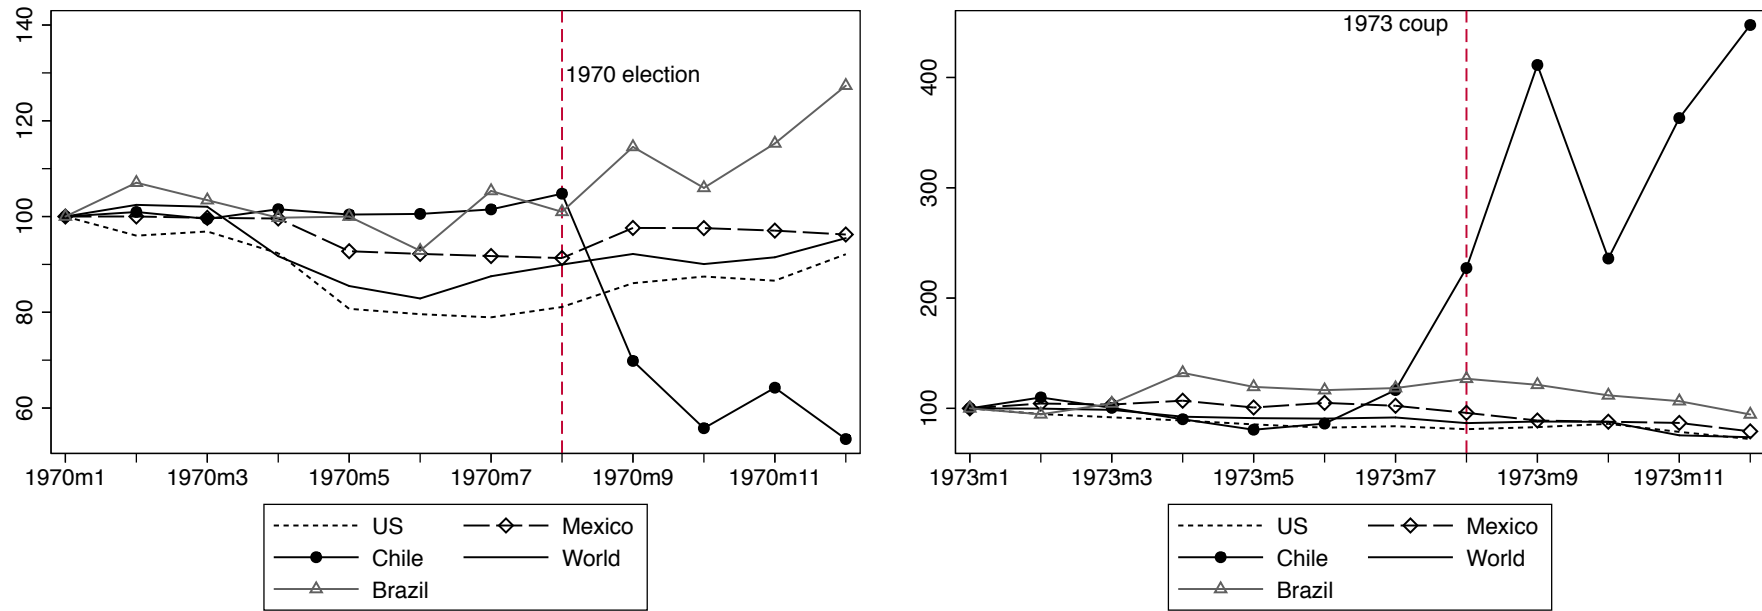 140
120
100
80
60
1970 election
1970m1 1970m3 1970m5 1970m7 1970m9 1970m11
US Mexico
Chile World
Brazil
400
300
200
100
1973 coup
1973m1 1973m3 1973m5 1973m7 1973m9 1973m11
US Mexico
Chile World
Brazil